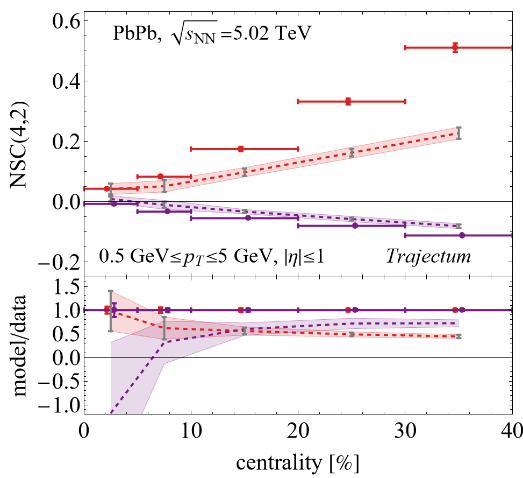 PbPb, √sNN=5.02 TeV
NSC(4,2)
0.6
0.4
0.2
0.0
−0.2
0.5 GeV≤pT≤5 GeV, |η|≤1
Trajectum
model/data
1.5
1.0
0.5
0.0
−0.5
−1.0
0 10 20 30 40
centrality [%]